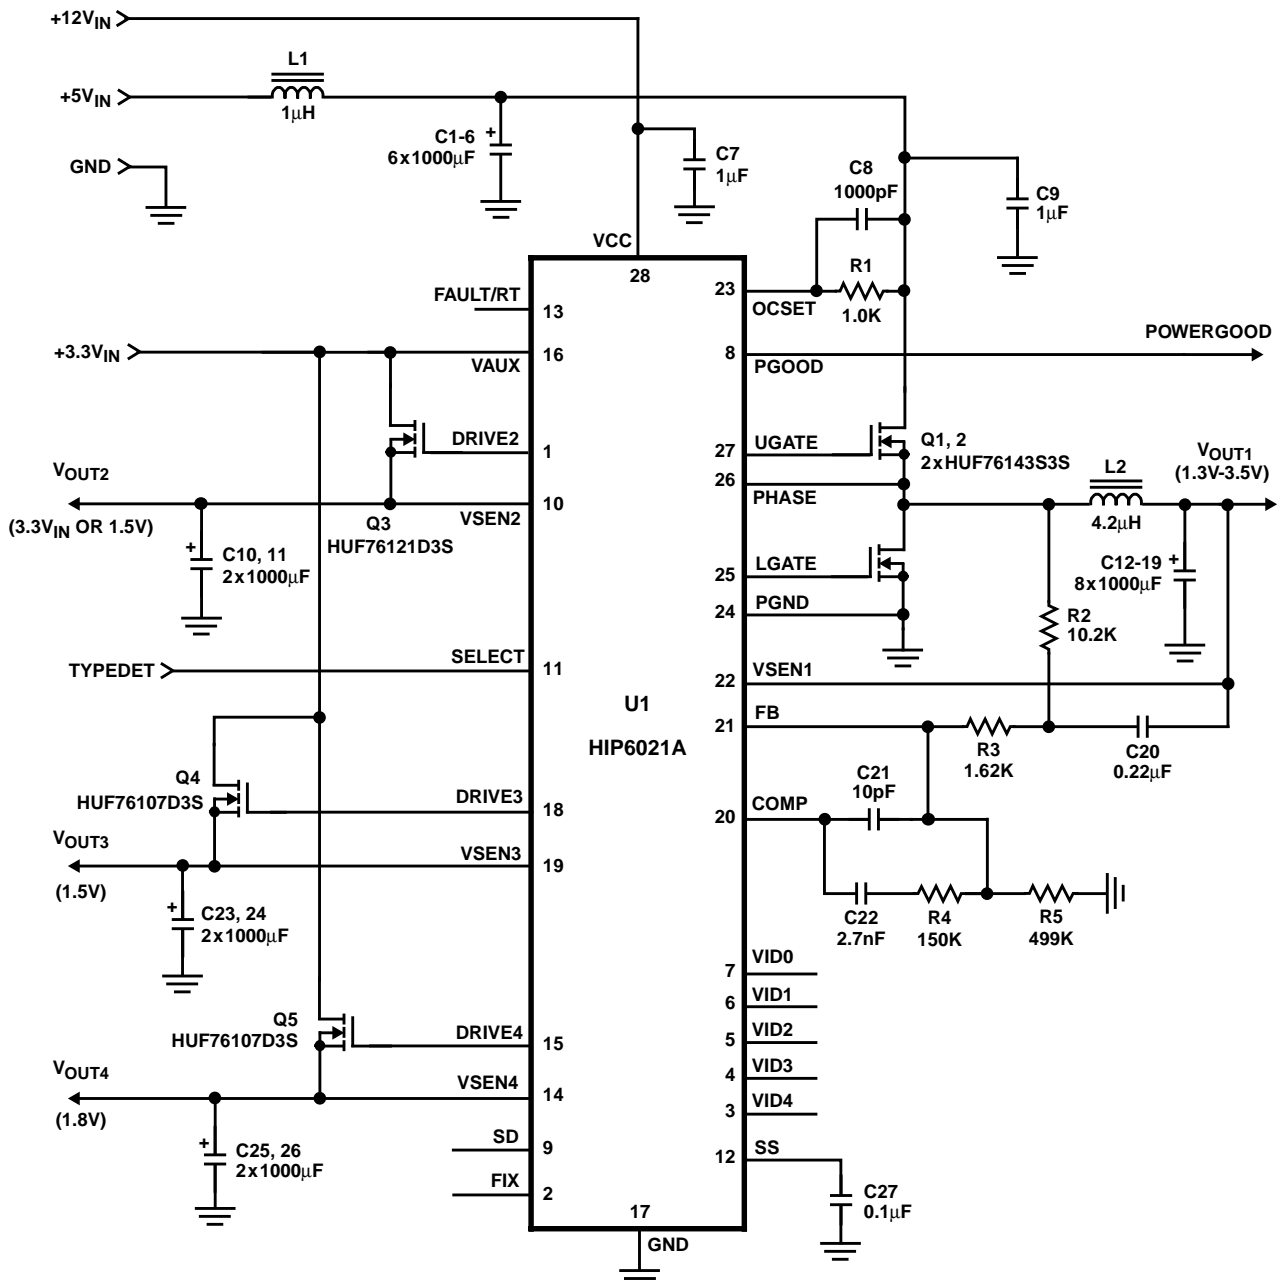 +12VIN
L1
+5VIN
1µH
C1-6
6x1000µF
+
GND
C7
1µF
C8
1000pF
C9
1µF
VCC
28
FAULT/RT
13
23
OCSET
R1
1.0K
+3.3VIN
16
VAUX
8
PGOOD
POWERGOOD
DRIVE2
1
27
UGATE
Q1, 2
2xHUF76143S3S
VOUT2
(3.3VIN OR 1.5V)
10
VSEN2
26
PHASE
L2
4.2µH
VOUT1
(1.3V-3.5V)
Q3
HUF76121D3S
+
C10, 11
2x1000µF
25
LGATE
C12-19
8x1000µF
+
24
PGND
R2
10.2K
TYPEDET
SELECT
11
22
VSEN1
U1
HIP6021A
21
FB
R3
1.62K
C20
0.22µF
Q4
HUF76107D3S
DRIVE3
18
20
COMP
C21
10pF
VOUT3
(1.5V)
VSEN3
19
+
C23, 24
2x1000µF
C22
2.7nF
R4
150K
R5
499K
7
VID0
6
VID1
5
VID2
4
VID3
3
VID4
Q5
HUF76107D3S
DRIVE4
15
VOUT4
(1.8V)
VSEN4
14
+
C25, 26
2x1000µF
SD
9
FIX
2
12
SS
C27
0.1µF
17
GND